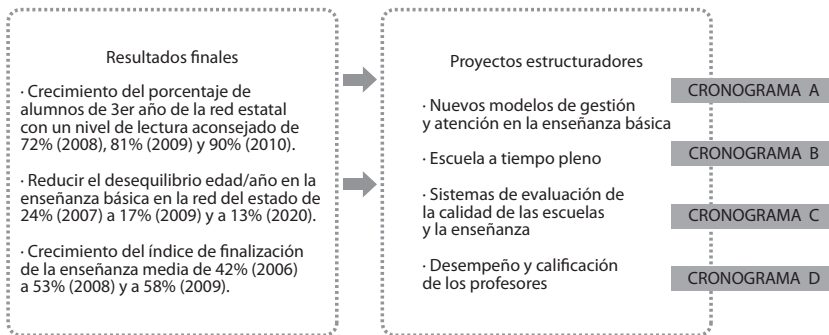 Resultados finales
· Crecimiento del porcentaje de
alumnos de 3er año de la red estatal
con un nivel de lectura aconsejado de
72% (2008), 81% (2009) y 90% (2010).
· Reducir el desequilibrio edad/año en la
enseñanza básica en la red del estado de
24% (2007) a 17% (2009) y a 13% (2020).
· Crecimiento del índice de finalización
de la enseñanza media de 42% (2006)
a 53% (2008) y a 58% (2009).
Proyectos estructuradores
· Nuevos modelos de gestión
y atención en la enseñanza básica
· Escuela a tiempo pleno
· Sistemas de evaluación de
la calidad de las escuelas
y la enseñanza
· Desempeño y calificación
de los profesores
CRONOGRAMA A
CRONOGRAMA B
CRONOGRAMA C
CRONOGRAMA D